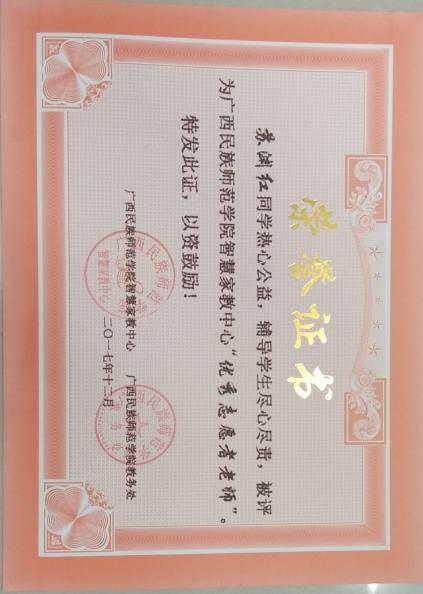 荣誉证书
苏渊红同学热心公益，辅导学生尽心尽责，被评
为广西民族师范学院智慧家教中心“优秀志愿者老师”。
特发此证，以资鼓励！
广西民族师范学院智慧家教中心 广西民族师范学院教务处
二〇一七年十二月